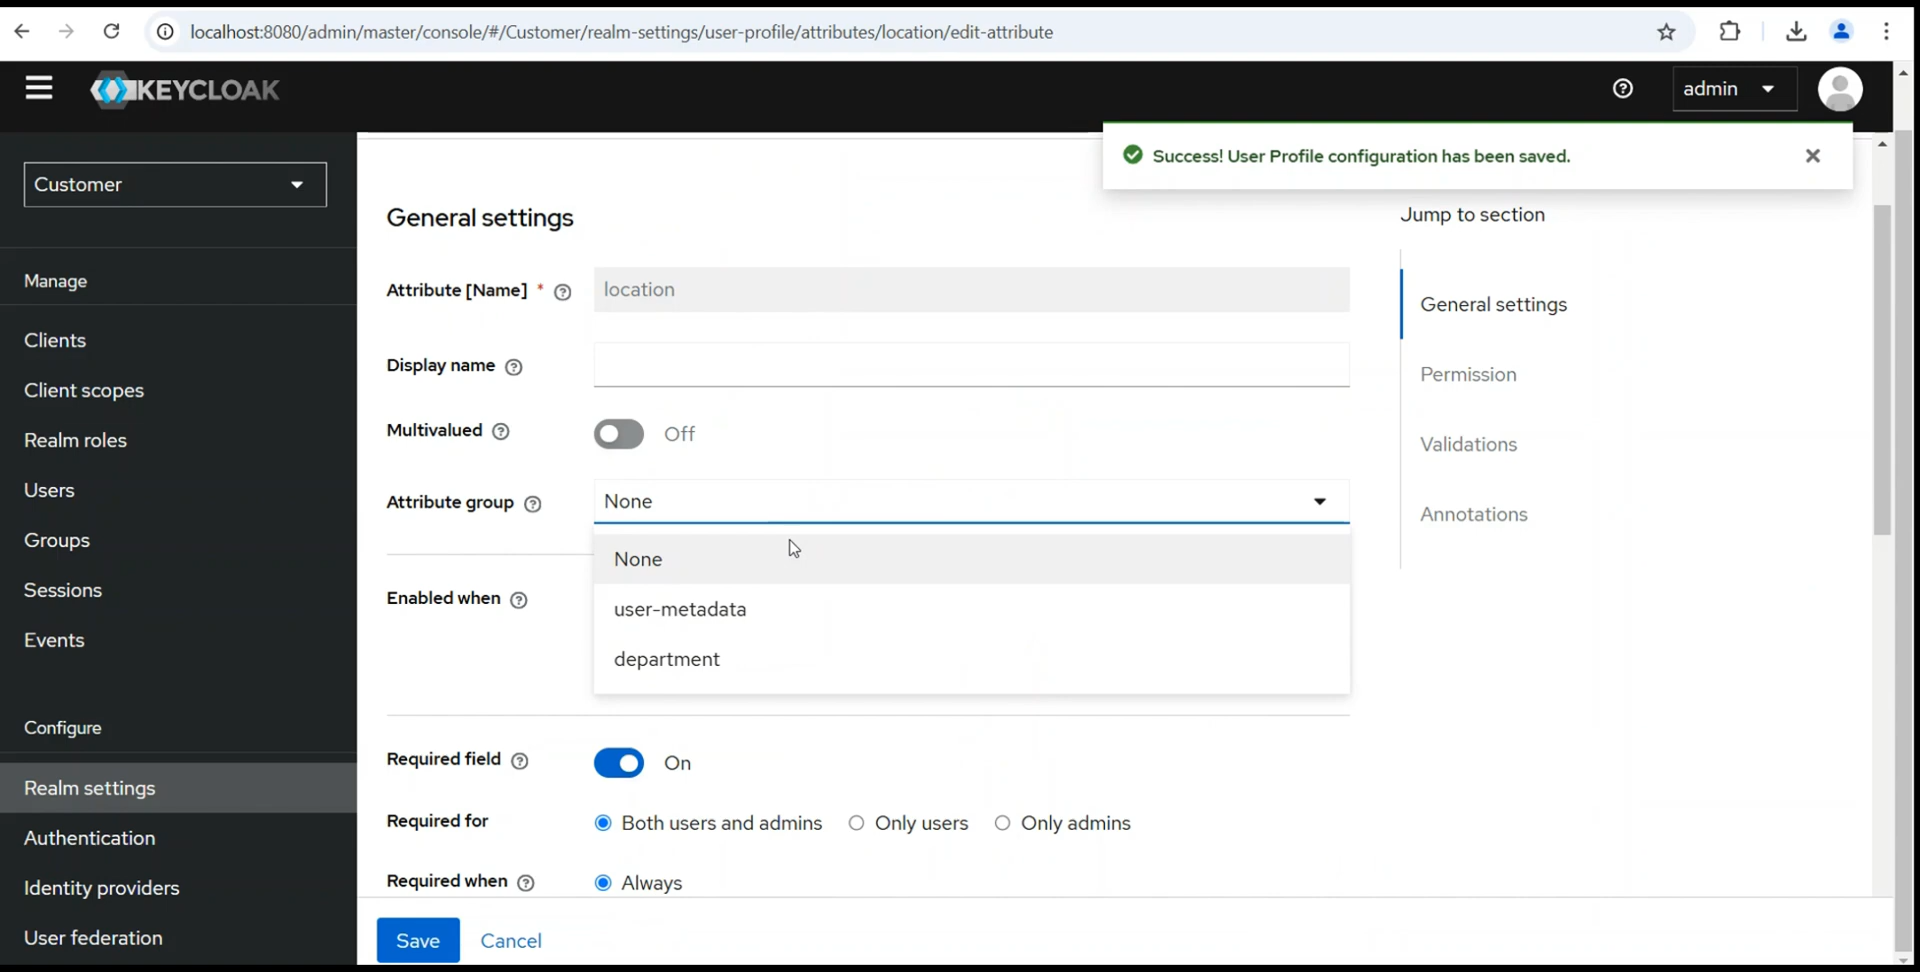 localhost:8080/admin/master/console/#/Customer/realm-settings/user-profile/attributes/location/edit-attribute
KEYCLOAK
admin
Success! User Profile configuration has been saved.
Customer
Manage
Clients
Client scopes
Realm roles
Users
Groups
Sessions
Events
Configure
Realm settings
Authentication
Identity providers
User federation
General settings
Attribute [Name] *
location
Display name
Multivalued
Off
Attribute group
None
None
user-metadata
department
Enabled when
Required field
On
Required for
Both users and admins
Only users
Only admins
Required when
Always
Save
Cancel
Jump to section
General settings
Permission
Validations
Annotations